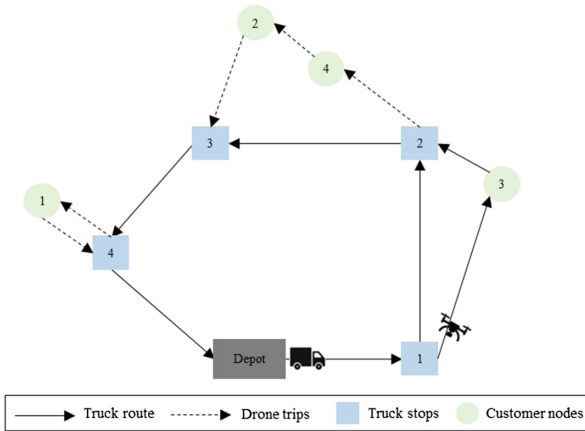 2
4
3
2
3
1
4
Depot
1
Truck route
Drone trips
Truck stops
Customer nodes